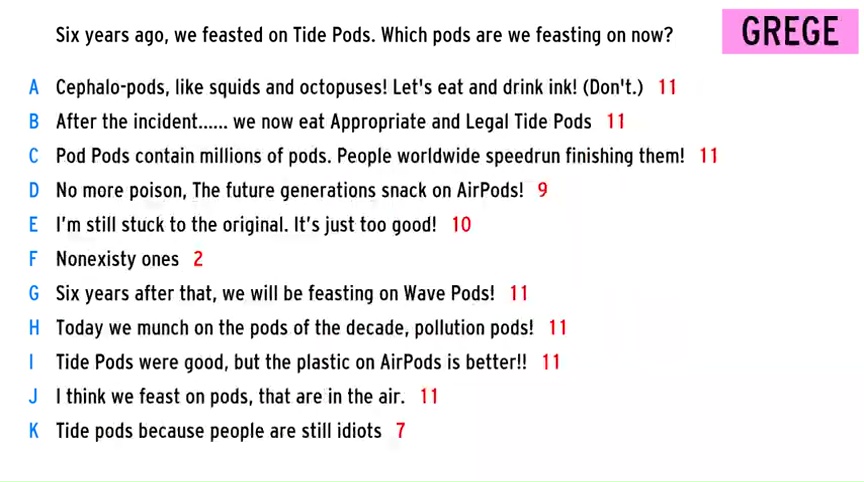 Six years ago, we feasted on Tide Pods. Which pods are we feasting on now?
GREGE
A Cephalo-pods, like squids and octopuses! Let's eat and drink ink! (Don't.) 11
B After the incident...... we now eat Appropriate and Legal Tide Pods 11
C Pod Pods contain millions of pods. People worldwide speedrun finishing them! 11
D No more poison, The future generations snack on AirPods! 9
E I'm still stuck to the original. It's just too good! 10
F Nonexisty ones 2
G Six years after that, we will be feasting on Wave Pods! 11
H Today we munch on the pods of the decade, pollution pods! 11
I Tide Pods were good, but the plastic on AirPods is better!! 11
J I think we feast on pods, that are in the air. 11
K Tide pods because people are still idiots 7